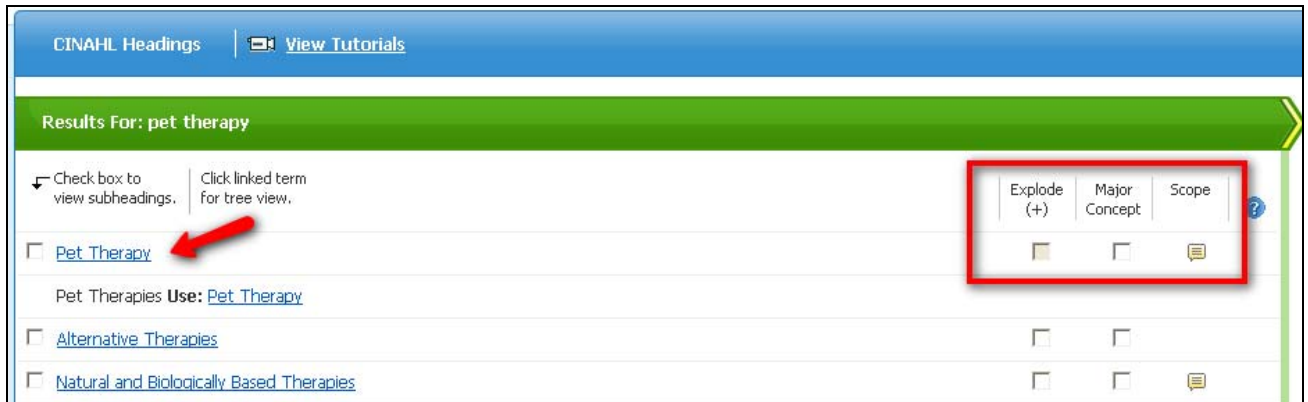 CINAHL Headings View Tutorials
Results For: pet therapy
Check box to
view subheadings.
Click linked term
for tree view.
Explode
(+)
Major
Concept
Scope
?
Pet Therapy
Pet Therapies Use: Pet Therapy
Alternative Therapies
Natural and Biologically Based Therapies